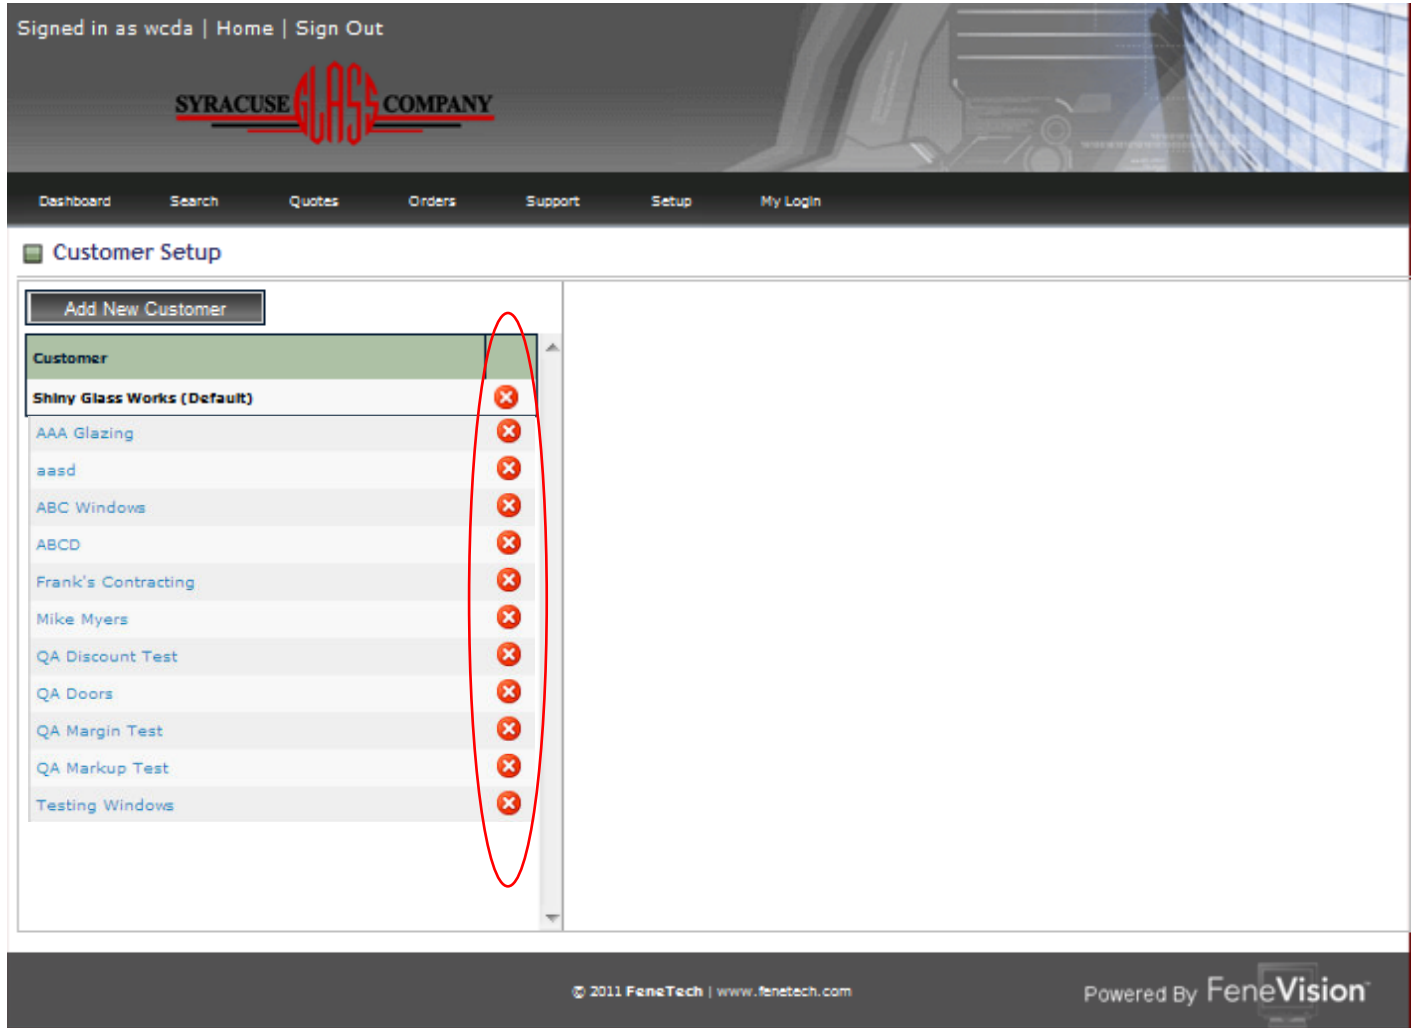 Signed in as wcda | Home | Sign Out
SYRACUSE GLASS COMPANY
Dashboard Search Quotes Orders Support Setup My Login
Customer Setup
Add New Customer
Customer
Shiny Glass Works (Default)
AAA Glazing
aasd
ABC Windows
ABCD
Frank's Contracting
Mike Myers
QA Discount Test
QA Doors
QA Margin Test
QA Markup Test
Testing Windows
© 2011 FeneTech | www.fenetech.com
Powered By FeneVision™